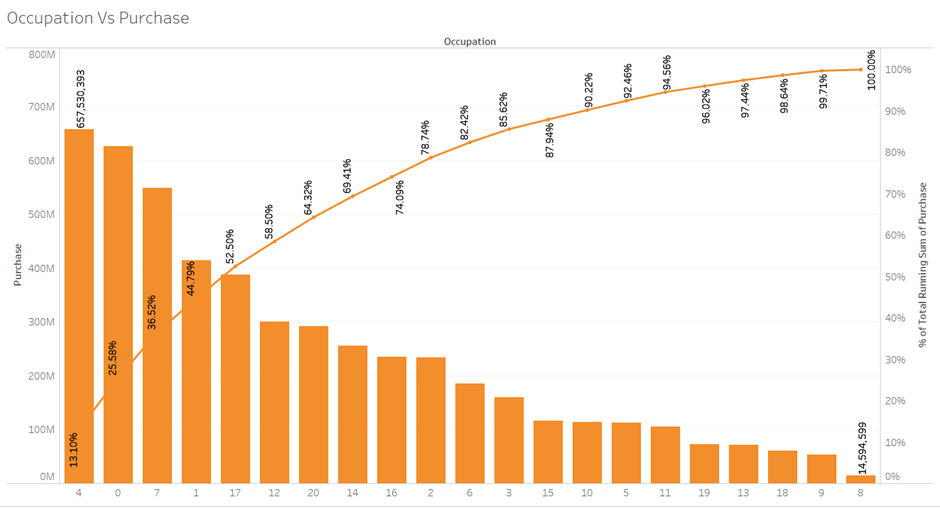 Occupation Vs Purchase
Occupation
800M
700M
600M
500M
400M
300M
200M
100M
0M
Purchase
657,530,393
13.10%
25.58%
36.52%
44.79%
52.50%
58.50%
64.32%
69.41%
74.09%
78.74%
82.42%
85.62%
87.94%
90.22%
92.46%
94.56%
96.02%
97.44%
98.64%
99.71%
100.00%
14,594,599
100%
90%
80%
70%
60%
50%
40%
30%
20%
10%
0%
% of Total Running Sum of Purchase
4 0 7 1 17 12 20 14 16 2 6 3 15 10 5 11 19 13 18 9 8